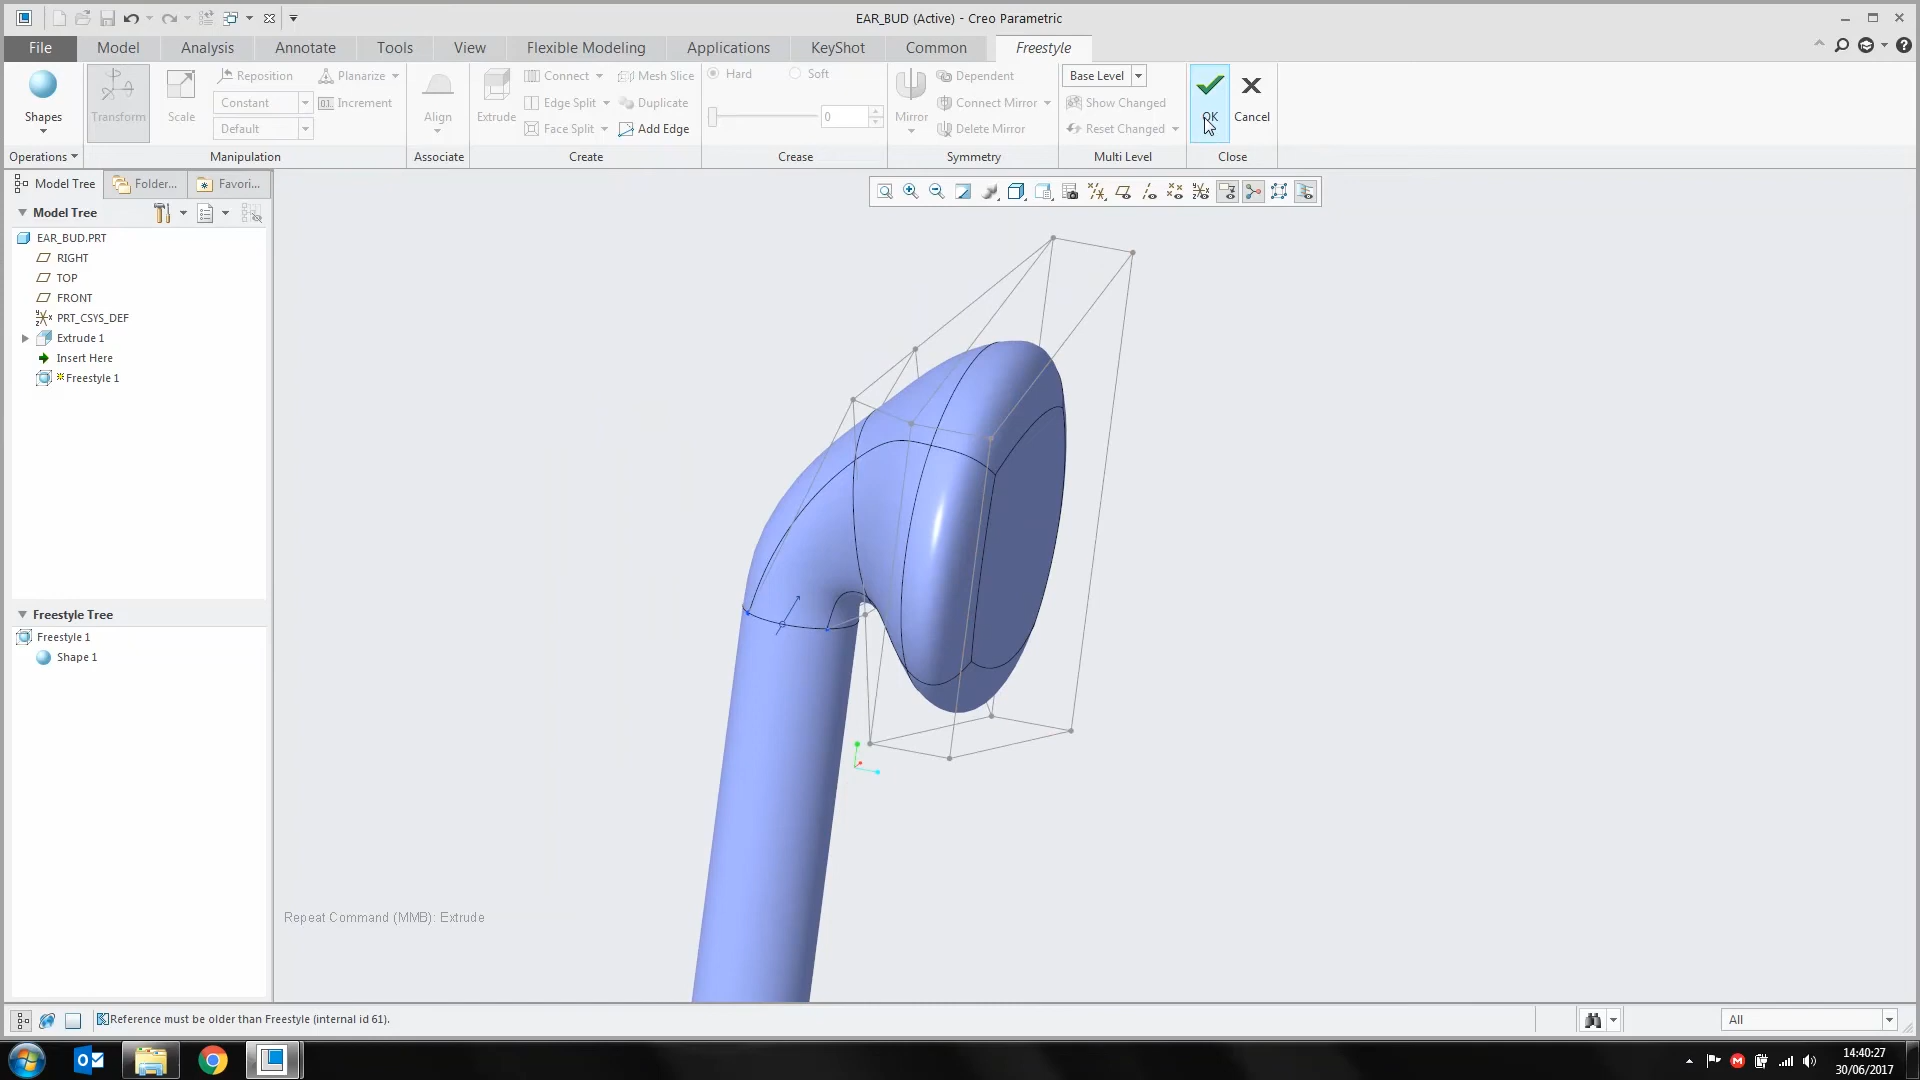 EAR_BUD (Active) - Creo Parametric
File
Model
Analysis
Annotate
Tools
View
Flexible Modeling
Applications
KeyShot
Common
Freestyle
Shapes
Transform
Scale
Reposition
Planarize
Constant
Increment
Default
Align
Extrude
Connect
Mesh Slice
Edge Split
Duplicate
Face Split
Add Edge
Hard
Soft
0
Mirror
Dependent
Connect Mirror
Delete Mirror
Base Level
Show Changed
Reset Changed
OK
Cancel
Operations
Manipulation
Associate
Create
Crease
Symmetry
Multi Level
Close
Model Tree
Folder...
Favori...
Model Tree
EAR_BUD.PRT
RIGHT
TOP
FRONT
PRT_CSYS_DEF
Extrude 1
Insert Here
Freestyle 1
Freestyle Tree
Freestyle 1
Shape 1
Repeat Command (MMB): Extrude
Reference must be older than Freestyle (internal id 61).
All
14:40:27
30/06/2017